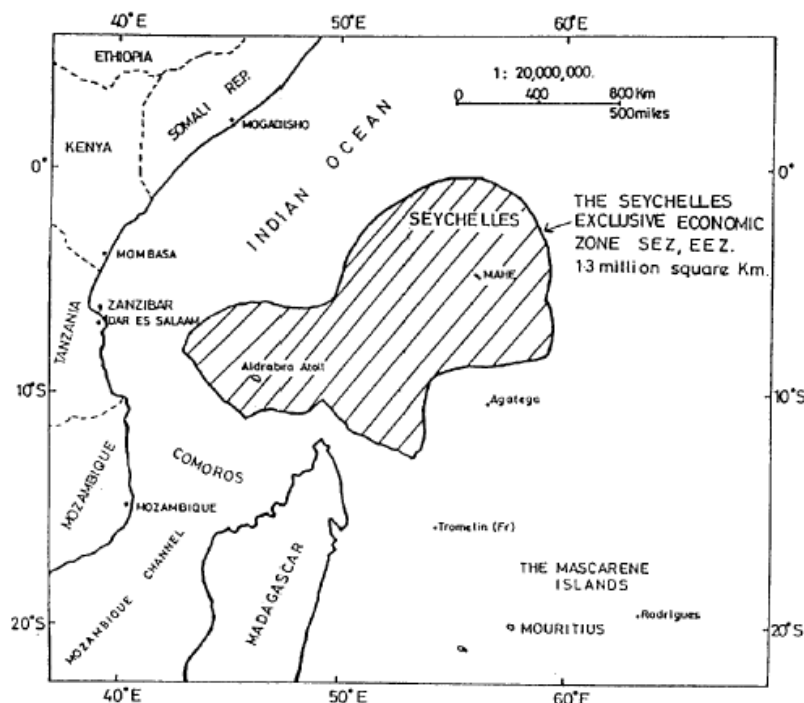 40°E
50°E
60°E
ETHIOPIA
SOMALI REP.
KENYA
MOGADISHO
INDIAN OCEAN
1: 20,000,000.
0 400 800 Km
500 miles
0°
0°
SEYCHELLES
THE SEYCHELLES
EXCLUSIVE ECONOMIC
ZONE SEZ, EEZ.
1·3 million square Km.
MAHE
MOMBASA
ZANZIBAR
DAR ES SALAAM
TANZANIA
Aldrabra Atoll
10°S
10°S
Agatega
COMOROS
MOZAMBIQUE
MOZAMBIQUE
MOZAMBIQUE CHANNEL
MADAGASCAR
Tromelin (Fr)
THE MASCARENE
ISLANDS
Rodrigues
MOURITIUS
20°S
20°S
40°E
50°E
60°E